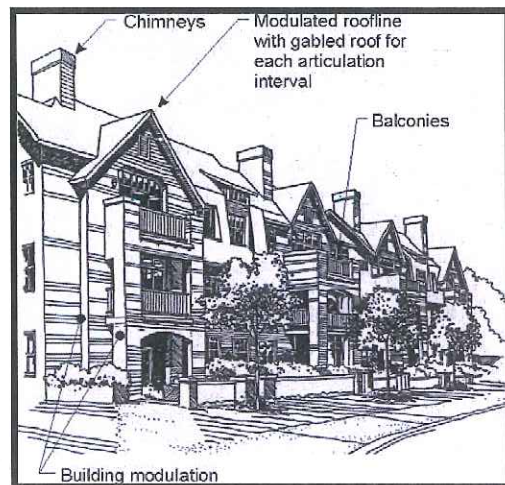 Chimneys
Modulated roofline
with gabled roof for
each articulation
interval
Balconies
Building modulation